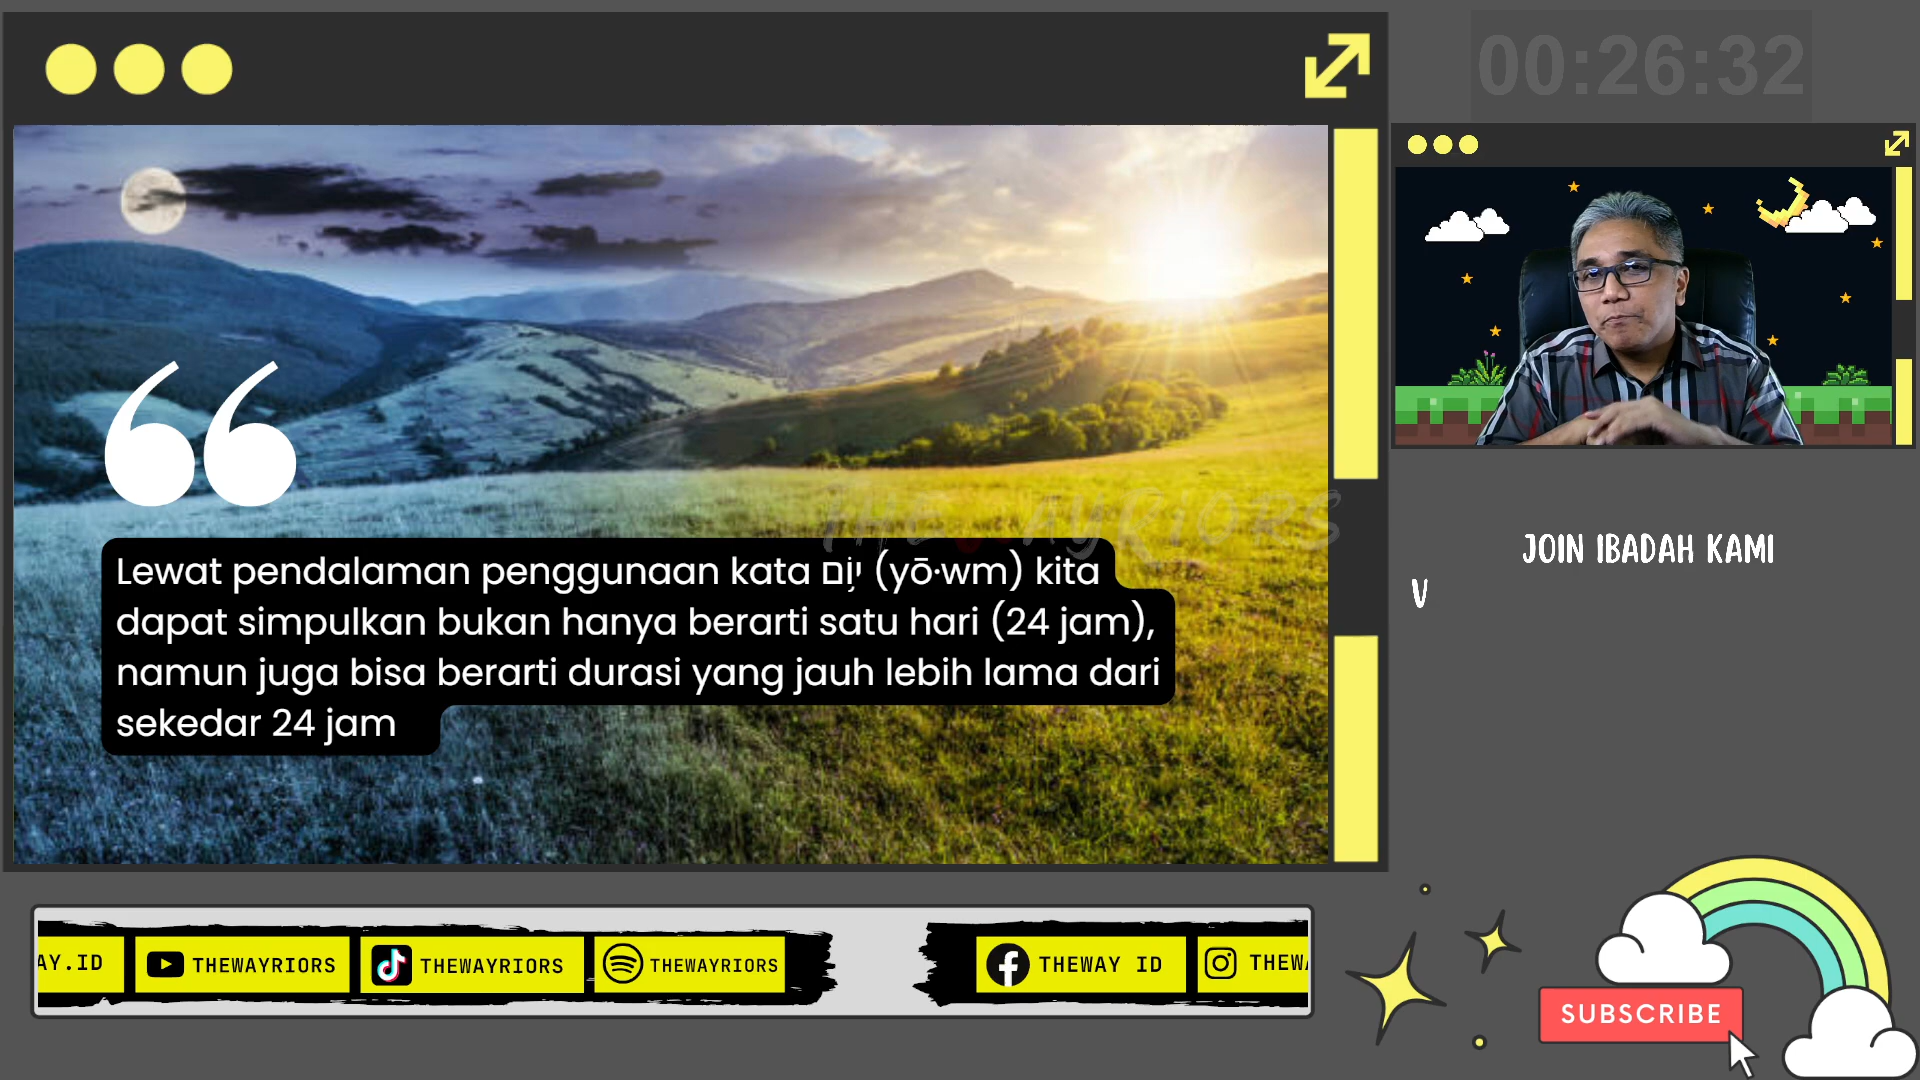 00:26:32
THEWAYRIORS
Lewat pendalaman penggunaan kata יוֹם (yō·wm) kita
dapat simpulkan bukan hanya berarti satu hari (24 jam),
namun juga bisa berarti durasi yang jauh lebih lama dari
sekedar 24 jam
JOIN IBADAH KAMI
V
AY.ID
THEWAYRIORS
THEWAYRIORS
THEWAYRIORS
THEWAY ID
THEW
SUBSCRIBE